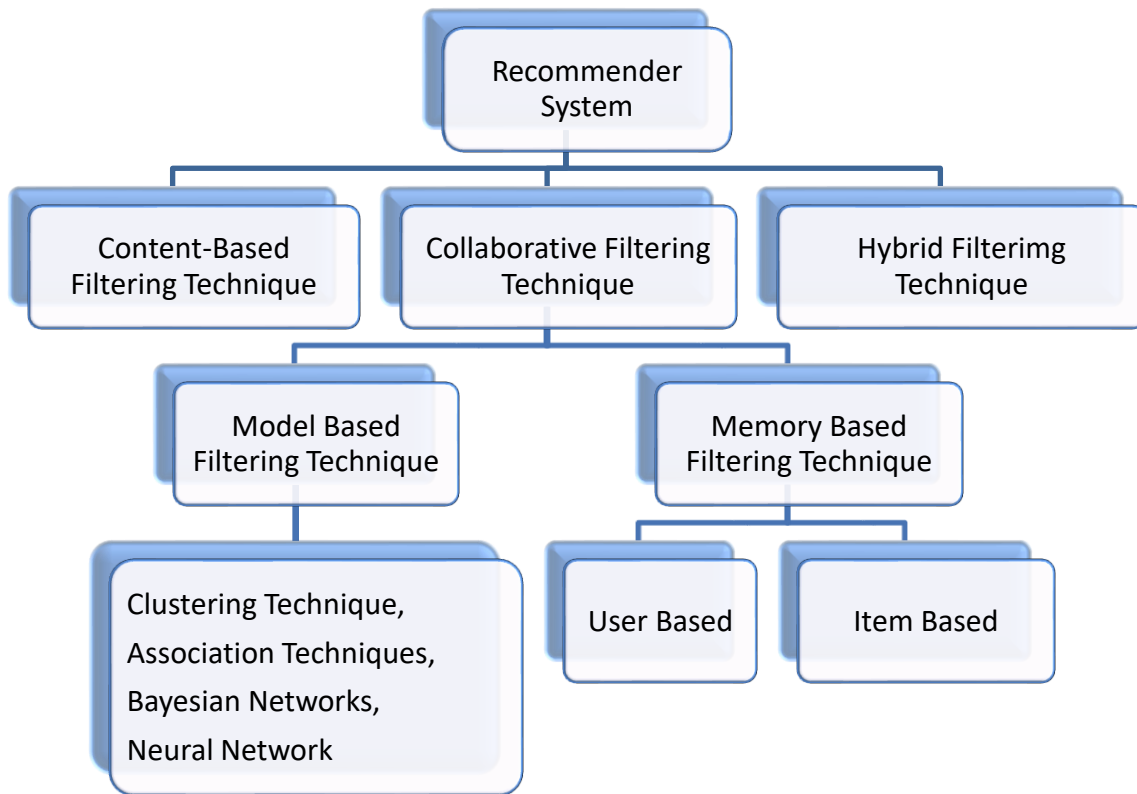 Recommender
System
Content-Based
Filtering Technique
Collaborative Filtering
Technique
Hybrid Filterimg
Technique
Model Based
Filtering Technique
Memory Based
Filtering Technique
Clustering Technique,
Association Techniques,
Bayesian Networks,
Neural Network
User Based
Item Based